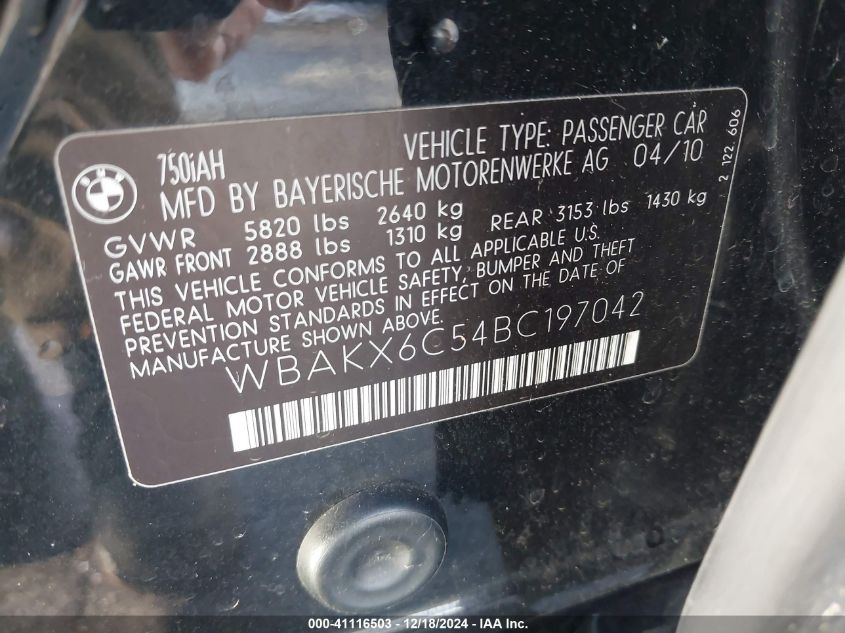 BMW
750iAH
VEHICLE TYPE: PASSENGER CAR
MFD BY BAYERISCHE MOTORENWERKE AG 04/10
GVWR 5820 lbs 2640 kg
GAWR FRONT 2888 lbs 1310 kg REAR 3153 lbs 1430 kg
THIS VEHICLE CONFORMS TO ALL APPLICABLE U.S.
FEDERAL MOTOR VEHICLE SAFETY, BUMPER AND THEFT
PREVENTION STANDARDS IN EFFECT ON THE DATE OF
MANUFACTURE SHOWN ABOVE.
WBAKX6C54BC197042
2 122 606
000-41116503 - 12/18/2024 - IAAI.com